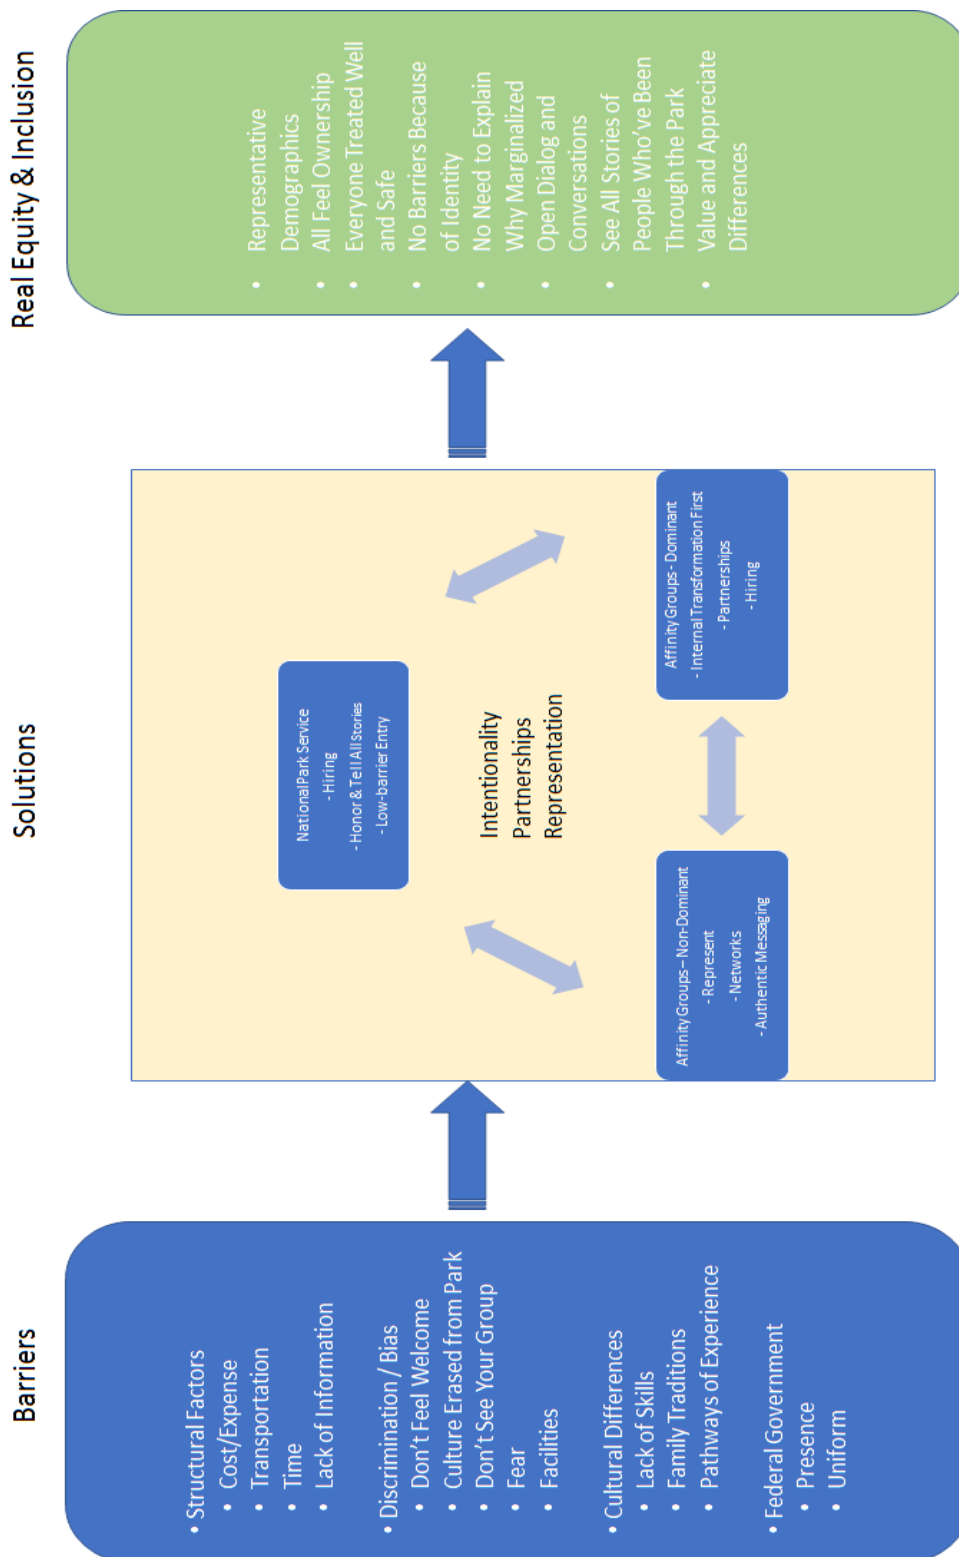 Barriers
• Structural Factors
• Cost/Expense
• Transportation
• Time
• Lack of Information
• Discrimination / Bias
• Don't Feel Welcome
• Culture Erased from Park
• Don't See Your Group
• Fear
• Facilities
• Cultural Differences
• Lack of Skills
• Family Traditions
• Pathways of Experience
• Federal Government
• Presence
• Uniform
Solutions
National Park Service
- Hiring
- Honor & Tell All Stories
- Low-barrier Entry
Intentionality
Partnerships
Representation
Affinity Groups – Non-Dominant
- Represent
- Networks
- Authentic Messaging
Affinity Groups - Dominant
- Internal Transformation First
- Partnerships
- Hiring
Real Equity & Inclusion
• Representative
Demographics
• All Feel Ownership
• Everyone Treated Well
and Safe
• No Barriers Because
of Identity
• No Need to Explain
Why Marginalized
• Open Dialog and
Conversations
• See All Stories of
People Who've Been
Through the Park
• Value and Appreciate
Differences